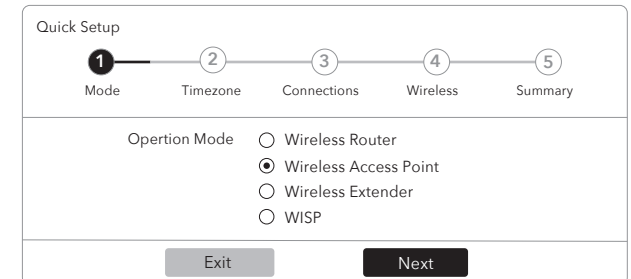 Quick Setup
1 2 3 4 5
Mode Timezone Connections Wireless Summary
Opertion Mode Wireless Router
Wireless Access Point
Wireless Extender
WISP
Exit Next